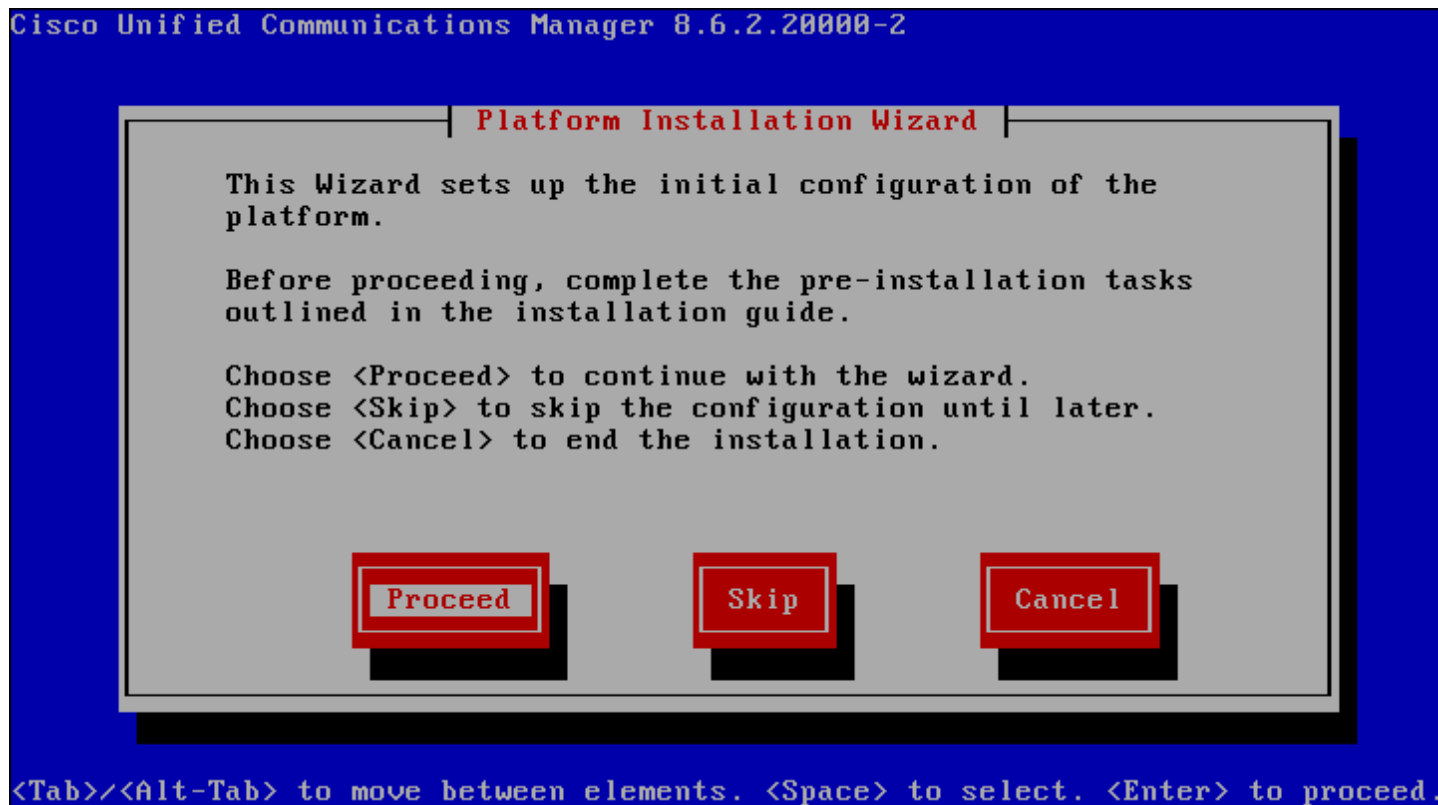 Cisco Unified Communications Manager 8.6.2.20000-2
Platform Installation Wizard
This Wizard sets up the initial configuration of the
platform.
Before proceeding, complete the pre-installation tasks
outlined in the installation guide.
Choose <Proceed> to continue with the wizard.
Choose <Skip> to skip the configuration until later.
Choose <Cancel> to end the installation.
Proceed Skip Cancel
<Tab>/<Alt-Tab> to move between elements. <Space> to select. <Enter> to proceed.